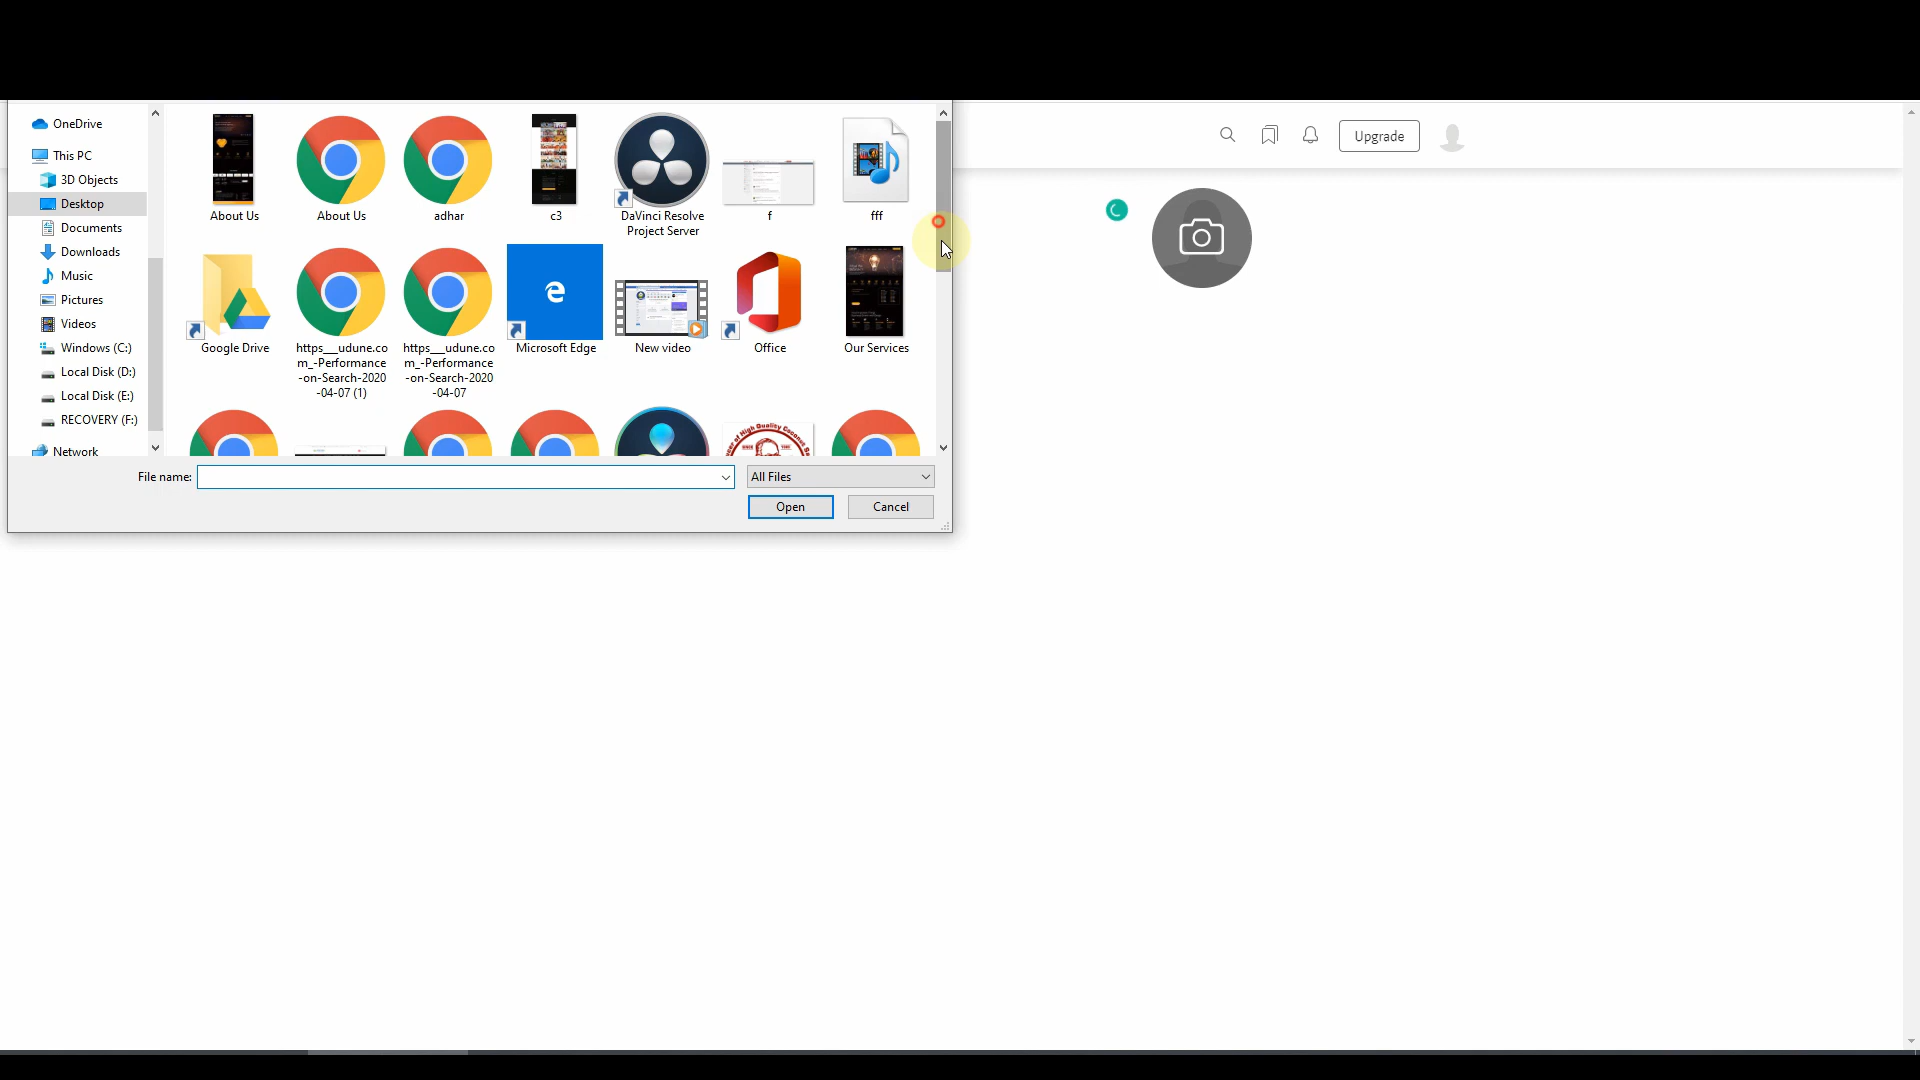 OneDrive
This PC
3D Objects
Desktop
Documents
Downloads
Music
Pictures
Videos
Windows (C:)
Local Disk (D:)
Local Disk (E:)
RECOVERY (F:)
Network
About Us
About Us
adhar
c3
DaVinci Resolve
Project Server
f
fff
Google Drive
https__udune.co
m_-Performance
-on-Search-2020
-04-07 (1)
https__udune.co
m_-Performance
-on-Search-2020
-04-07
Microsoft Edge
New video
Office
Our Services
File name:
All Files
Open
Cancel
Upgrade